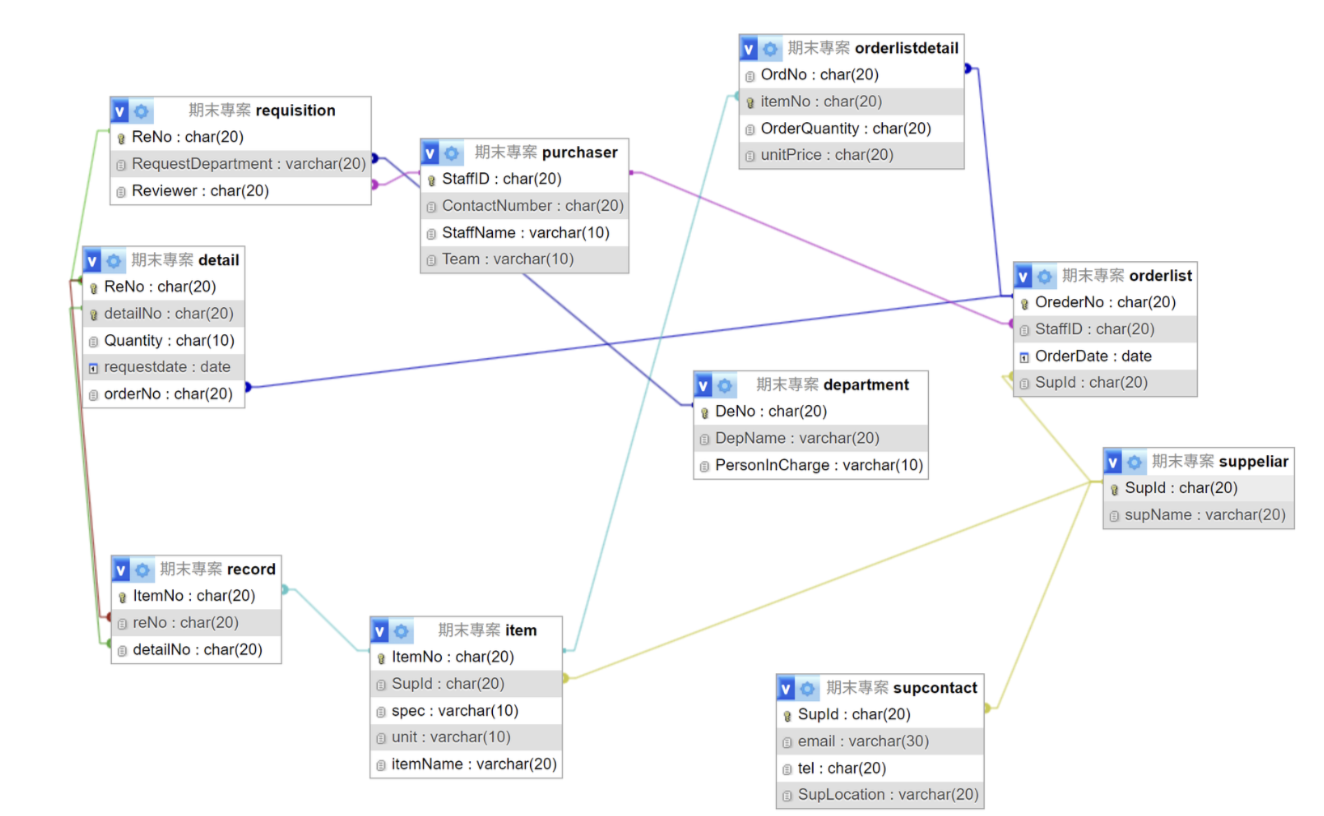 期末專案 requisition
ReNo : char(20)
RequestDepartment : varchar(20)
Reviewer : char(20)
期末專案 purchaser
StaffID : char(20)
ContactNumber : char(20)
StaffName : varchar(10)
Team : varchar(10)
期末專案 orderlistdetail
OrdNo : char(20)
itemNo : char(20)
OrderQuantity : char(20)
unitPrice : char(20)
期末專案 detail
ReNo : char(20)
detailNo : char(20)
Quantity : char(10)
requestdate : date
orderNo : char(20)
期末專案 orderlist
OrederNo : char(20)
StaffID : char(20)
OrderDate : date
SupId : char(20)
期末專案 department
DeNo : char(20)
DepName : varchar(20)
PersonInCharge : varchar(10)
期末專案 suppeliar
SupId : char(20)
supName : varchar(20)
期末專案 record
ItemNo : char(20)
reNo : char(20)
detailNo : char(20)
期末專案 item
ItemNo : char(20)
SupId : char(20)
spec : varchar(10)
unit : varchar(10)
itemName : varchar(20)
期末專案 supcontact
SupId : char(20)
email : varchar(30)
tel : char(20)
SupLocation : varchar(20)